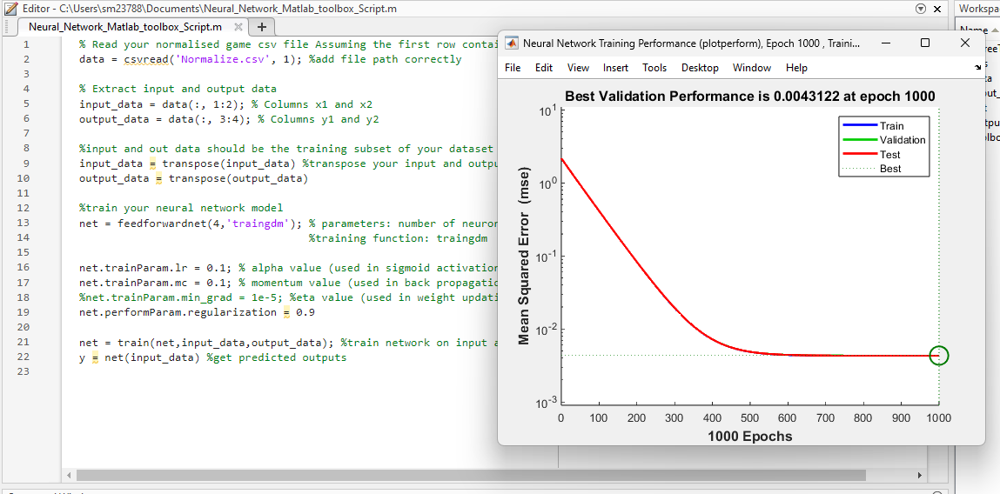 Editor - C:\Users\sm23788\Documents\Neural_Network_Matlab_toolbox_Script.m
Workspa
Neural_Network_Matlab_toolbox_Script.m
Name
1 % Read your normalised game csv file Assuming the first row contai
2 data = csvread('Normalize.csv', 1); %add file path correctly
3
4 % Extract input and output data
5 input_data = data(:, 1:2); % Columns x1 and x2
6 output_data = data(:, 3:4); % Columns y1 and y2
7
8 %input and out data should be the training subset of your dataset
9 input_data = transpose(input_data) %transpose your input and outpu
10 output_data = transpose(output_data)
11
12 %train your neural network model
13 net = feedforwardnet(4,'traingdm'); % parameters: number of neuron
14 %training function: traingdm
15
16 net.trainParam.lr = 0.1; % alpha value (used in sigmoid activation
17 net.trainParam.mc = 0.1; % momentum value (used in back propagatio
18 %net.trainParam.min_grad = 1e-5; %eta value (used in weight updati
19 net.performParam.regularization = 0.9
20
21 net = train(net,input_data,output_data); %train network on input a
22 y = net(input_data) %get predicted outputs
23
Neural Network Training Performance (plotperform), Epoch 1000 , Traini...
File Edit View Insert Tools Desktop Window Help
Best Validation Performance is 0.0043122 at epoch 1000
Train
Validation
Test
Best
Mean Squared Error (mse)
10^1
10^0
10^-1
10^-2
10^-3
0 100 200 300 400 500 600 700 800 900 1000
1000 Epochs